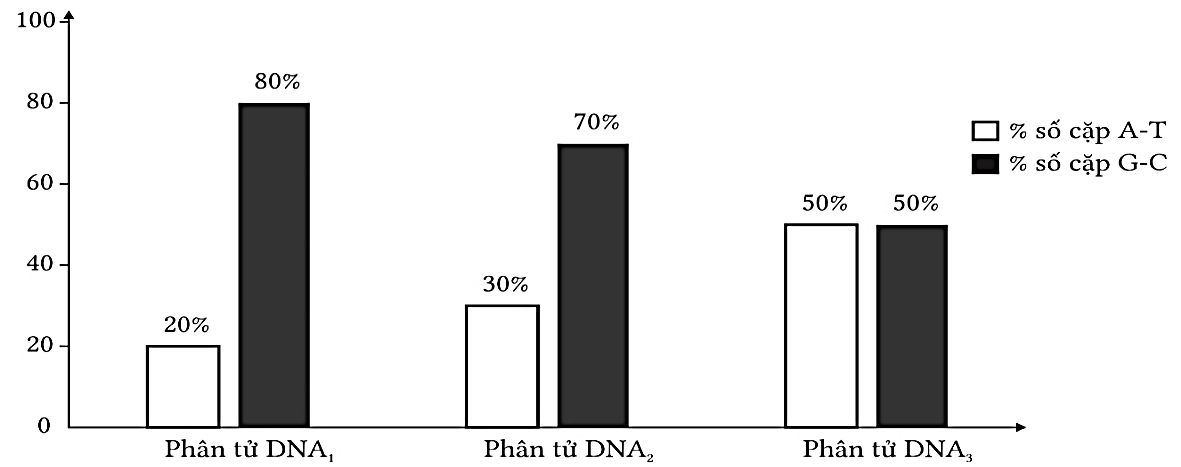 100
80
60
40
20
0
20%
80%
30%
70%
50%
50%
% số cặp A-T
% số cặp G-C
Phân tử DNA₁
Phân tử DNA₂
Phân tử DNA₃